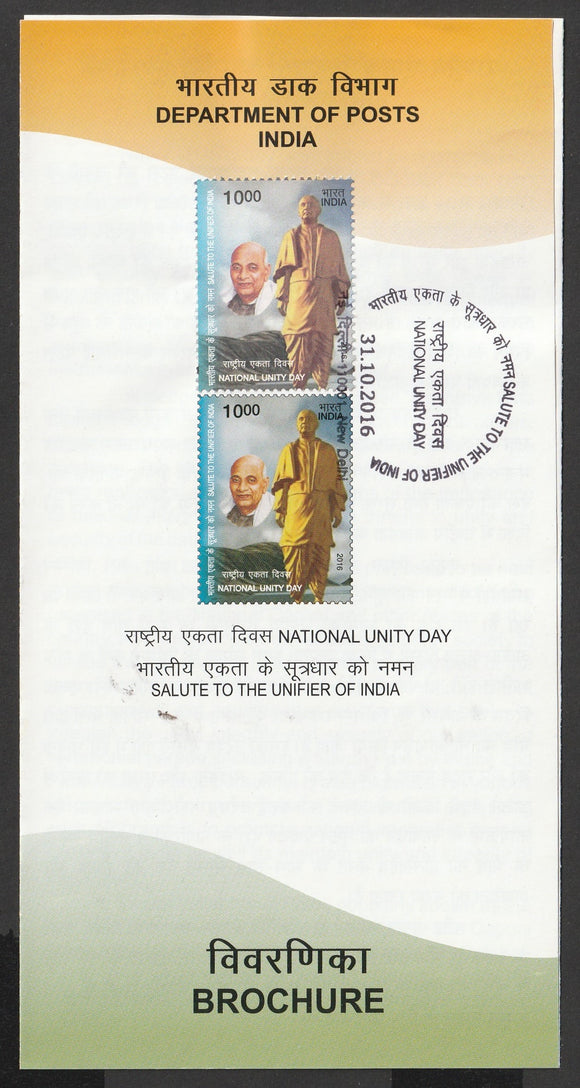 भारतीय डाक विभाग
DEPARTMENT OF POSTS
INDIA
1000
भारत
INDIA
भारतीय एकता के सूत्रधार को नमन SALUTE TO THE UNIFIER OF INDIA
राष्ट्रीय एकता दिवस
NATIONAL UNITY DAY
1000
भारत
INDIA
भारतीय एकता के सूत्रधार को नमन SALUTE TO THE UNIFIER OF INDIA
2016
राष्ट्रीय एकता दिवस
NATIONAL UNITY DAY
भारतीय एकता के सूत्रधार को नमन SALUTE TO THE UNIFIER OF INDIA
राष्ट्रीय एकता दिवस
NATIONAL UNITY DAY
31.10.2016
नई दिल्ली-110001 New Delhi
राष्ट्रीय एकता दिवस NATIONAL UNITY DAY
भारतीय एकता के सूत्रधार को नमन
SALUTE TO THE UNIFIER OF INDIA
विवरणिका
BROCHURE